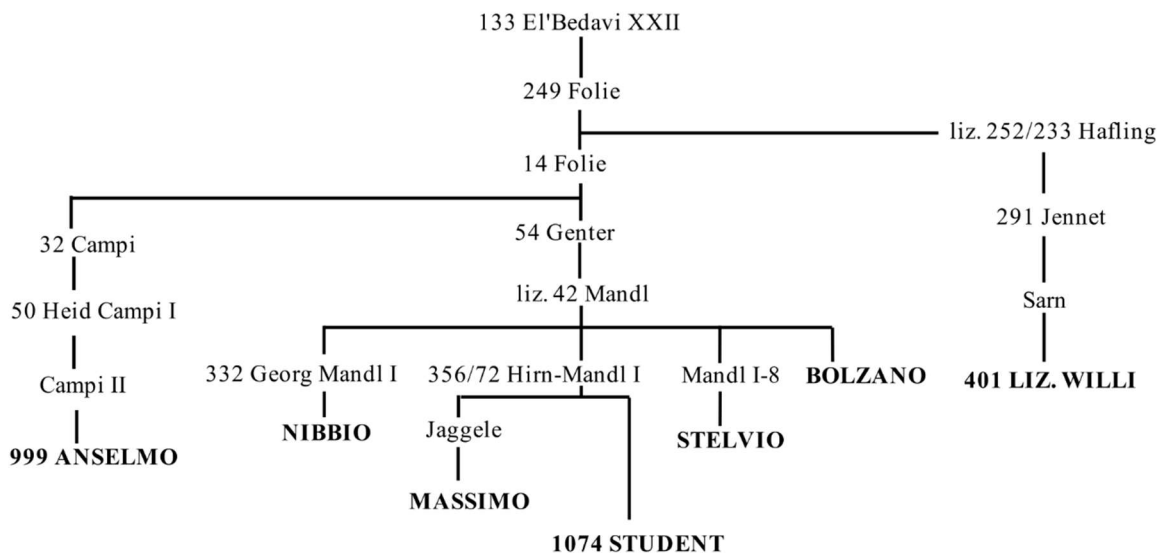 133 El'Bedavi XXII
249 Folie
liz. 252/233 Hafling
14 Folie
291 Jennet
54 Genter
32 Campi
liz. 42 Mandl
Sarn
50 Heid Campi I
332 Georg Mandl I
356/72 Hirn-Mandl I
Mandl I-8
BOLZANO
401 LIZ. WILLI
Campi II
NIBBIO
Jaggele
STELVIO
999 ANSELMO
MASSIMO
1074 STUDENT